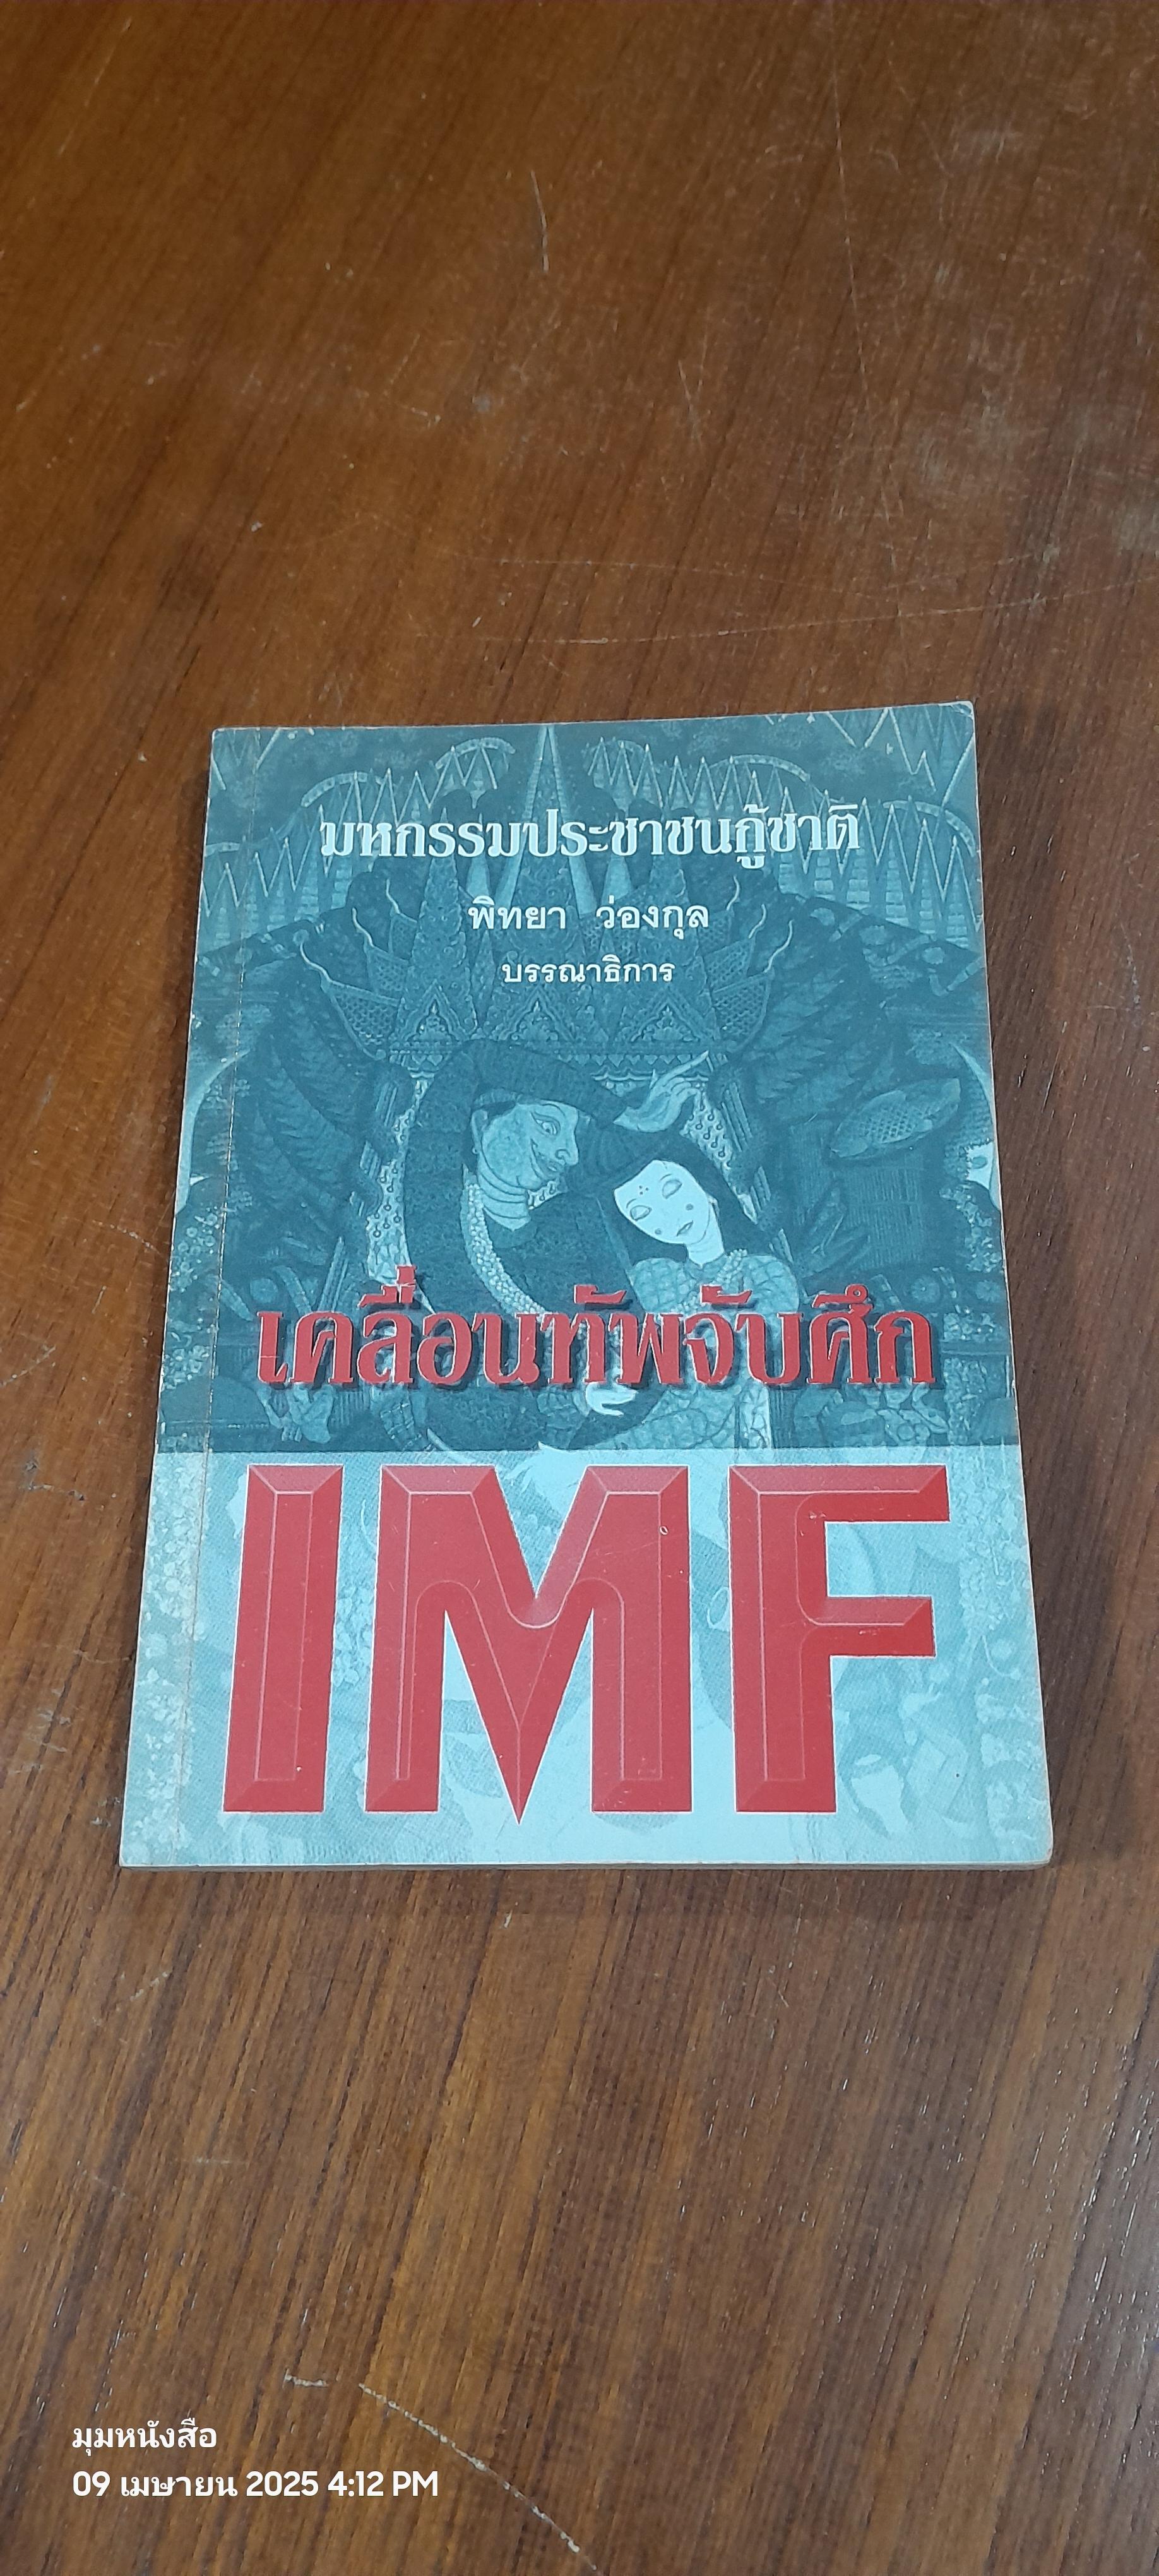 มหกรรมประชาชนกู้ชาติ
พิทยา ว่องกุล
บรรณาธิการ
เคลื่อนทัพจับศึก
IMF
มุมหนังสือ
09 เมษายน 2025 4:12 PM